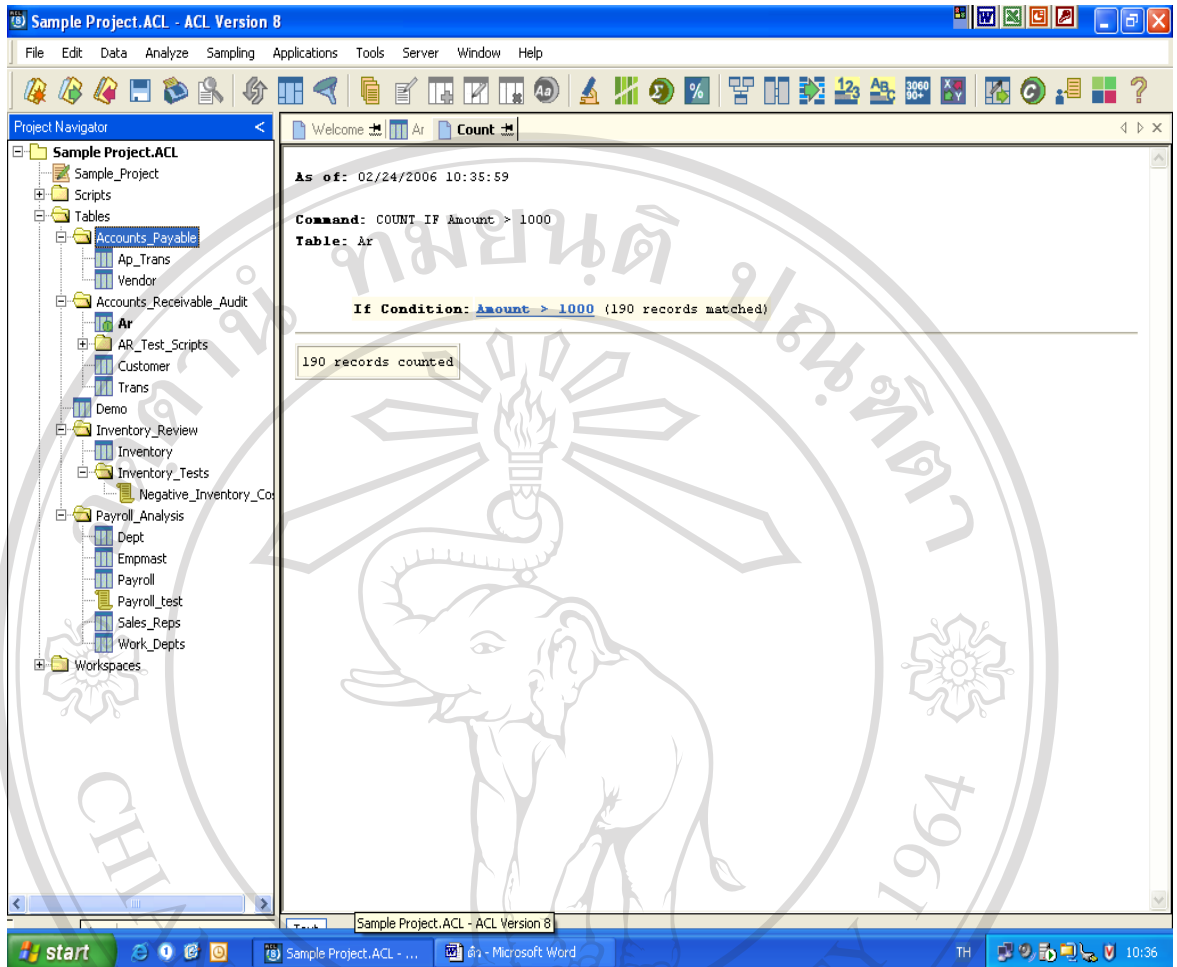 Sample Project.ACL - ACL Version 8
File Edit Data Analyze Sampling Applications Tools Server Window Help
Project Navigator <
Welcome Ar Count
Sample Project.ACL
Sample_Project
Scripts
Tables
Accounts_Payable
Ap_Trans
Vendor
Accounts_Receivable_Audit
Ar
AR_Test_Scripts
Customer
Trans
Demo
Inventory_Review
Inventory
Inventory_Tests
Negative_Inventory_Co
Payroll_Analysis
Dept
Empmast
Payroll
Payroll_test
Sales_Reps
Work_Depts
Workspaces
As of: 02/24/2006 10:35:59
Command: COUNT IF Amount > 1000
Table: Ar
If Condition: Amount > 1000 (190 records matched)
190 records counted
Text
Sample Project.ACL - ACL Version 8
start
Sample Project.ACL - ...
ตัว - Microsoft Word
TH
10:36
1964